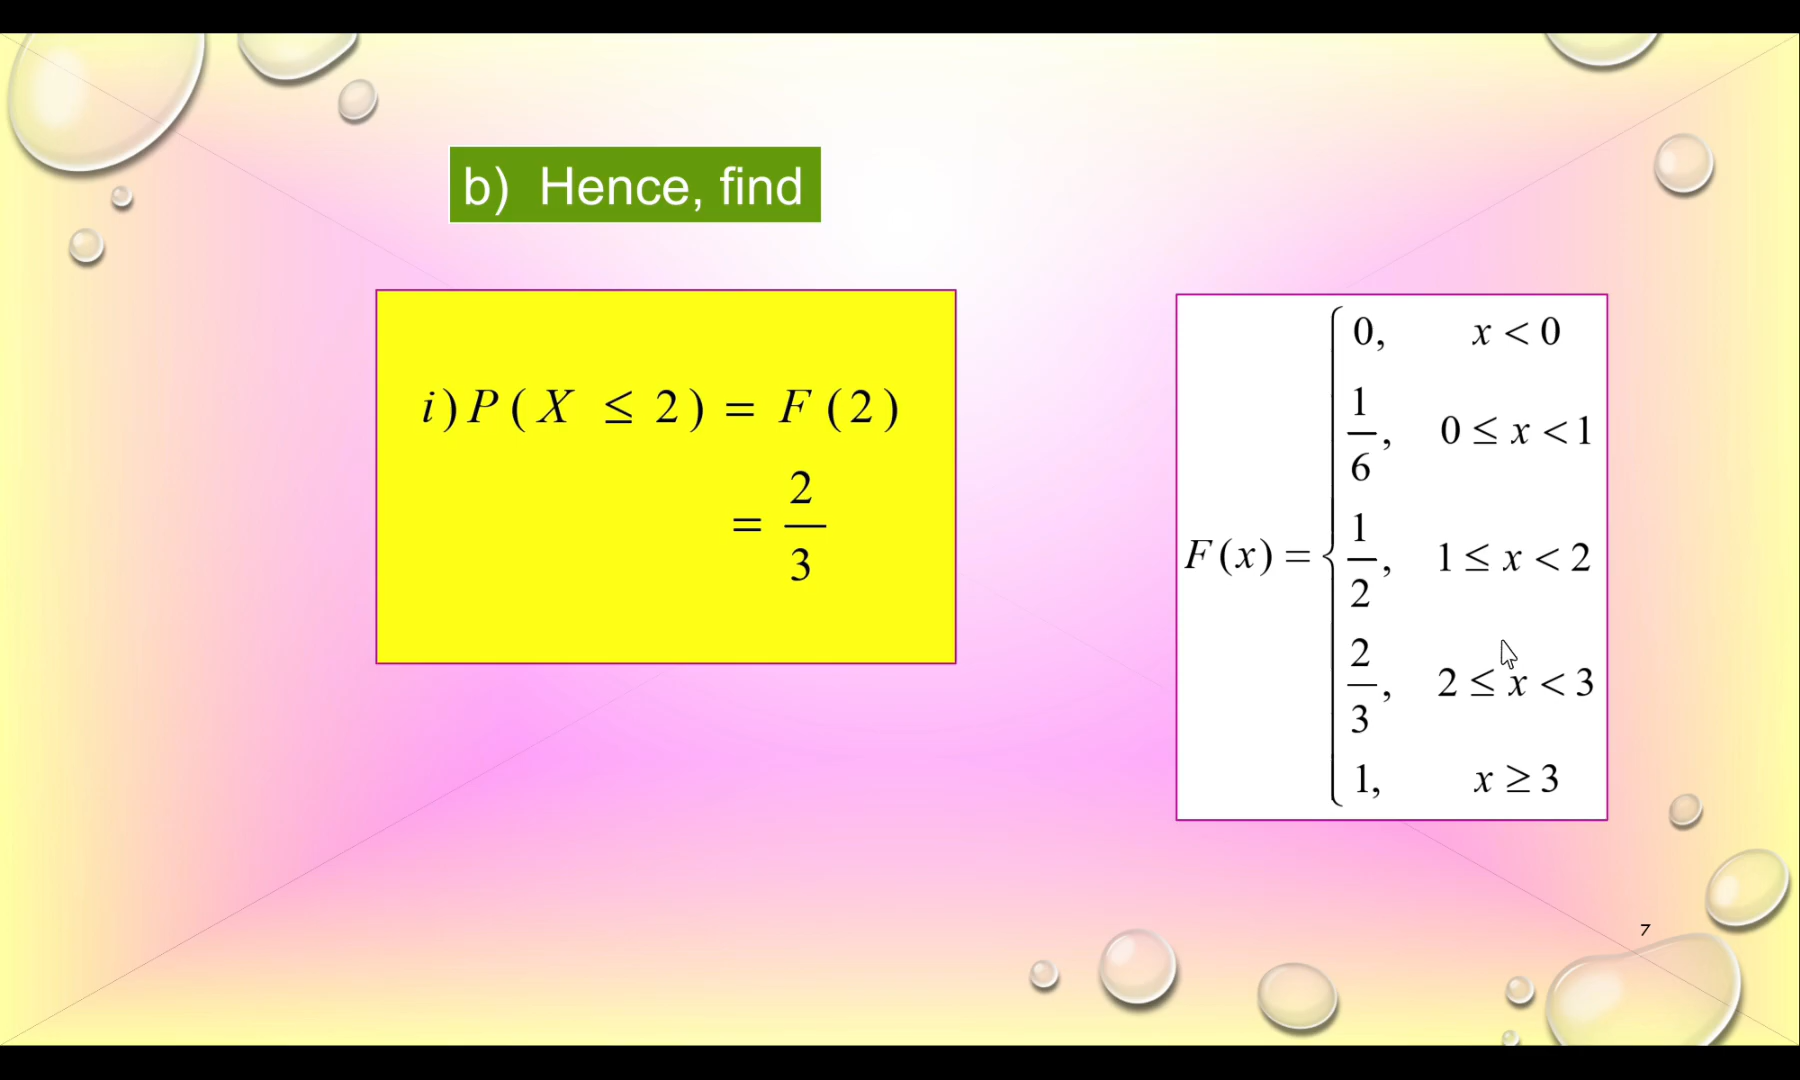 b) Hence, find
i) P ( X ≤ 2 ) = F ( 2 )
= 2/3
F(x) = { 0, x < 0
1/6, 0 ≤ x < 1
1/2, 1 ≤ x < 2
2/3, 2 ≤ x < 3
1, x ≥ 3
7